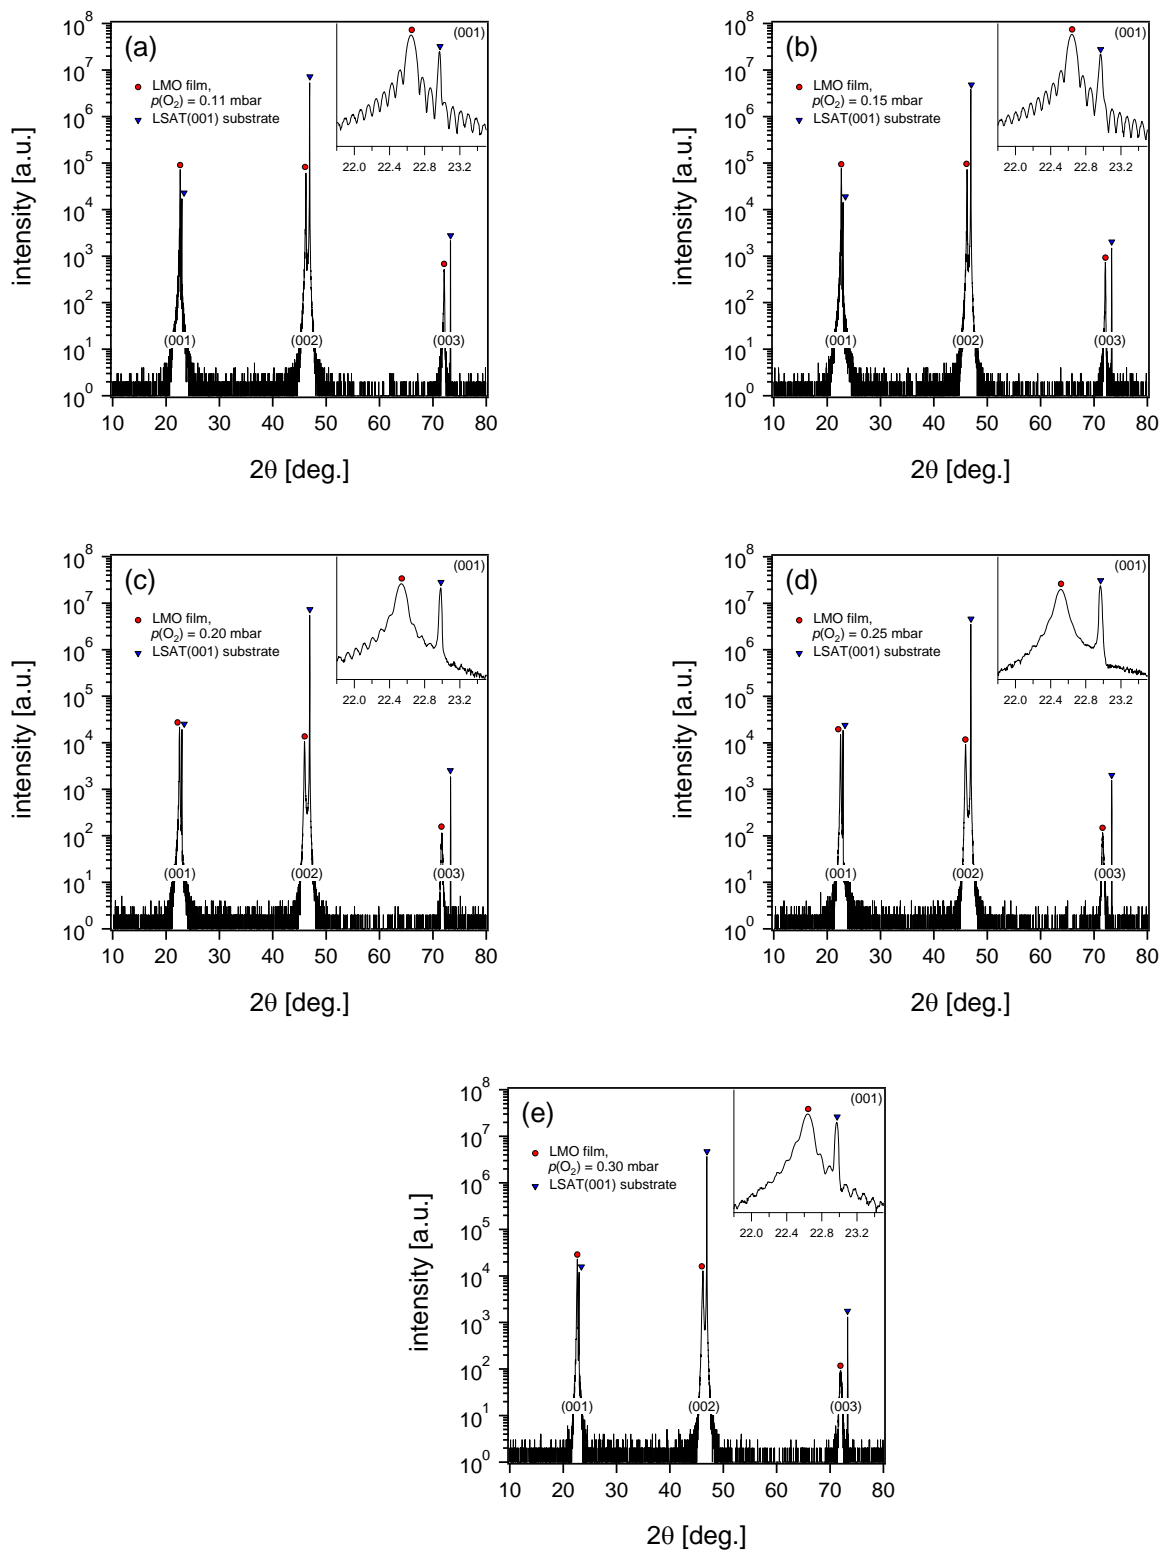 (a)
(001)
LMO film,
p(O2) = 0.11 mbar
LSAT(001) substrate
22.0 22.4 22.8 23.2
10^8
10^7
10^6
10^5
10^4
10^3
10^2
10^1
10^0
intensity [a.u.]
(001) (002) (003)
10 20 30 40 50 60 70 80
2θ [deg.]
(b)
(001)
LMO film,
p(O2) = 0.15 mbar
LSAT(001) substrate
22.0 22.4 22.8 23.2
10^8
10^7
10^6
10^5
10^4
10^3
10^2
10^1
10^0
intensity [a.u.]
(001) (002) (003)
10 20 30 40 50 60 70 80
2θ [deg.]
(c)
(001)
LMO film,
p(O2) = 0.20 mbar
LSAT(001) substrate
22.0 22.4 22.8 23.2
10^8
10^7
10^6
10^5
10^4
10^3
10^2
10^1
10^0
intensity [a.u.]
(001) (002) (003)
10 20 30 40 50 60 70 80
2θ [deg.]
(d)
(001)
LMO film,
p(O2) = 0.25 mbar
LSAT(001) substrate
22.0 22.4 22.8 23.2
10^8
10^7
10^6
10^5
10^4
10^3
10^2
10^1
10^0
intensity [a.u.]
(001) (002) (003)
10 20 30 40 50 60 70 80
2θ [deg.]
(e)
(001)
LMO film,
p(O2) = 0.30 mbar
LSAT(001) substrate
22.0 22.4 22.8 23.2
10^8
10^7
10^6
10^5
10^4
10^3
10^2
10^1
10^0
intensity [a.u.]
(001) (002) (003)
10 20 30 40 50 60 70 80
2θ [deg.]